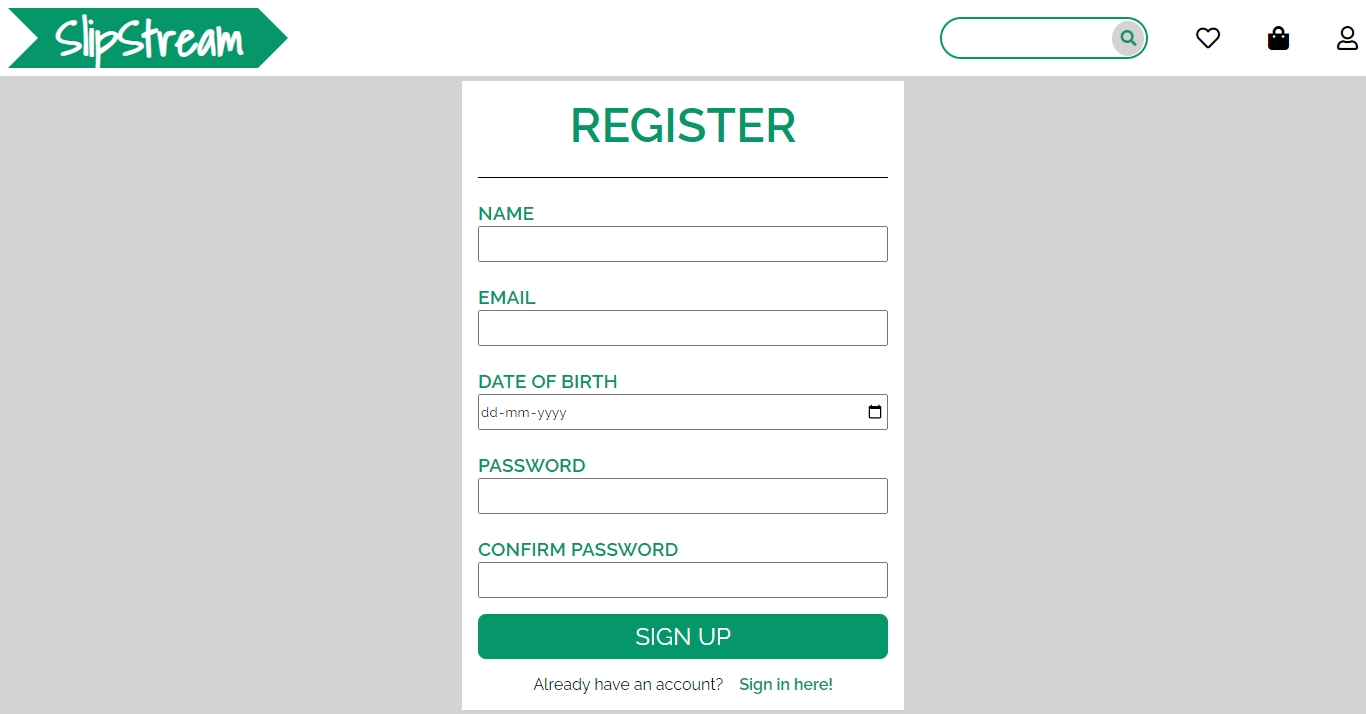 SlipStream
REGISTER
NAME
EMAIL
DATE OF BIRTH
dd-mm-yyyy
PASSWORD
CONFIRM PASSWORD
SIGN UP
Already have an account? Sign in here!